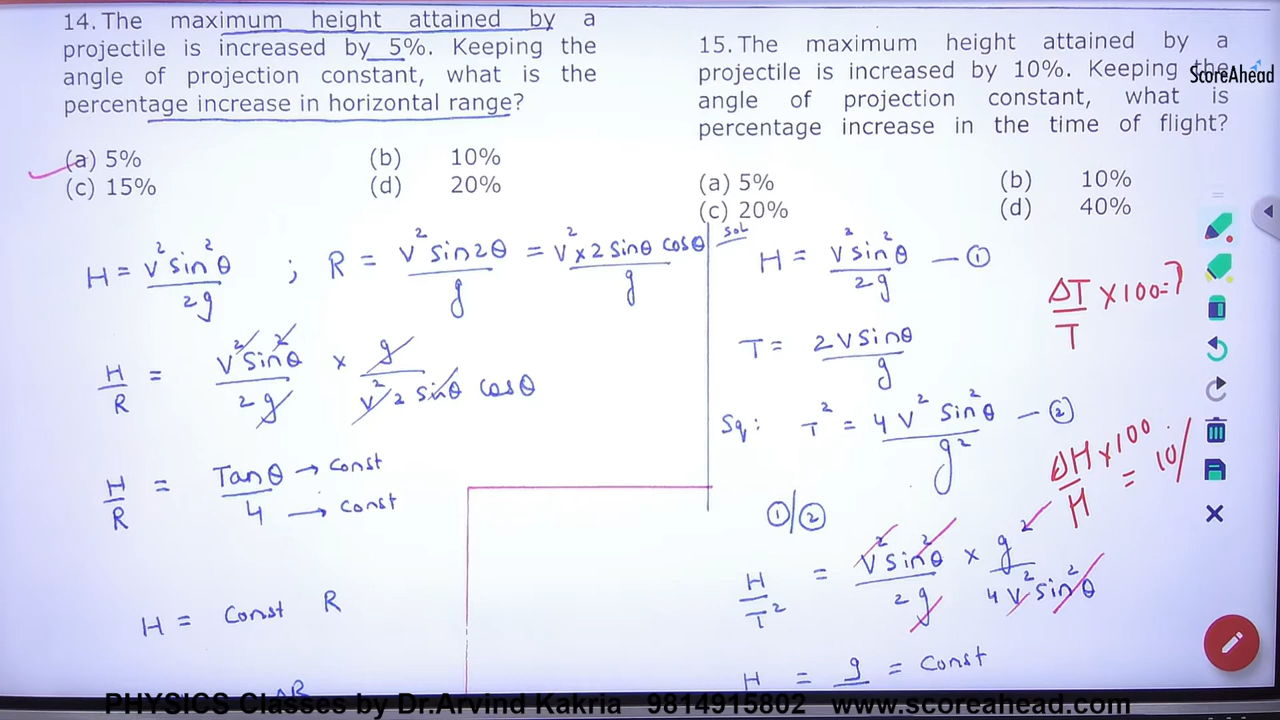 14. The maximum height attained by a
projectile is increased by 5%. Keeping the
angle of projection constant, what is the
percentage increase in horizontal range?
(a) 5%
(b) 10%
(c) 15%
(d) 20%
H = v² sin²θ / 2g ; R = v² sin2θ / g = v² × 2 sinθ cosθ / g
H/R = v² sin²θ / 2g × g / v² 2 sinθ cosθ
H/R = Tanθ → const / 4 → const
H = const R
ΔR
15. The maximum height attained by a
projectile is increased by 10%. Keeping the
angle of projection constant, what is
percentage increase in the time of flight?
(a) 5%
(b) 10%
(c) 20%
(d) 40%
Sol
H = v² sin²θ / 2g — ①
ΔT/T × 100 = ?
T = 2v sinθ / g
Sq: T² = 4v² sin²θ / g² — ②
ΔH/H × 100 = 10/
①/②
H/T² = v² sin²θ / 2g × g² / 4v² sin²θ
H = g = const
ScoreAhead
PHYSICS Classes by Dr.Arvind Kakria 9814915802 www.scoreahead.com